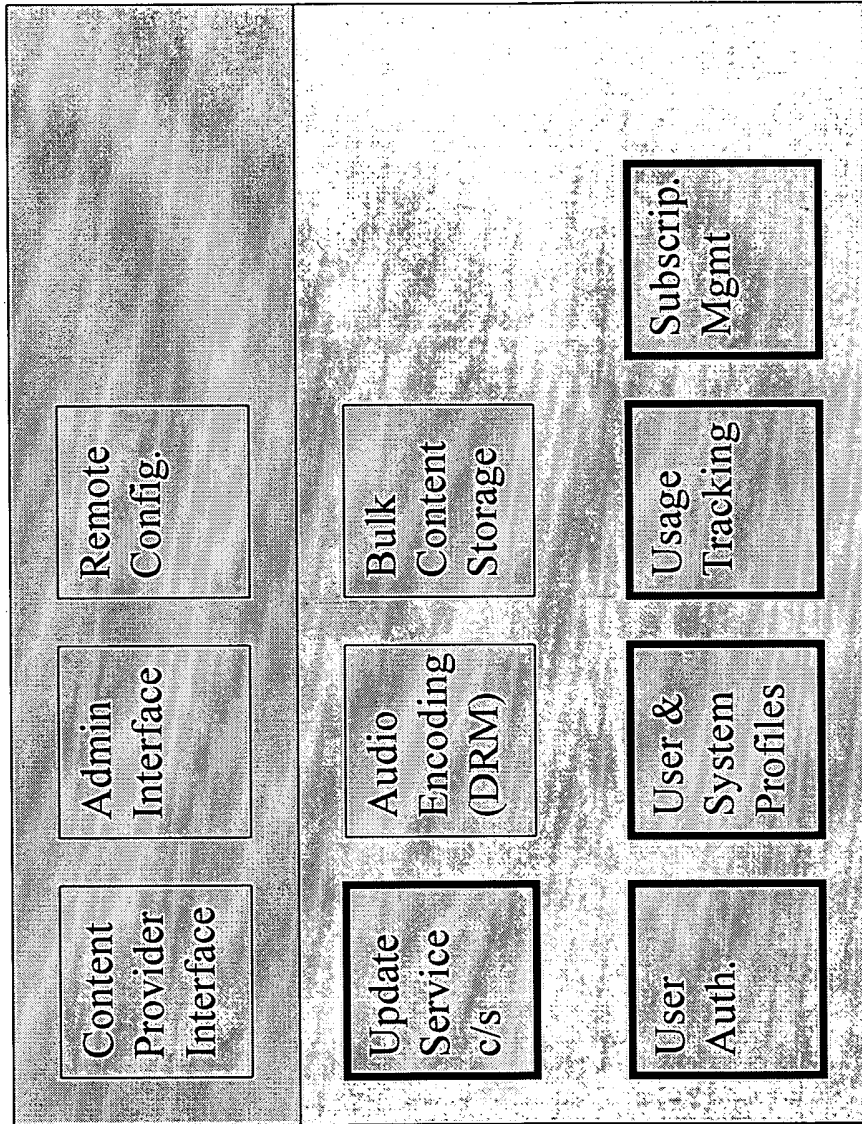 Content
Provider
Interface
Admin
Interface
Remote
Config.
Update
Service
c/s
Audio
Encoding
(DRM)
Bulk
Content
Storage
User
Auth.
User &
System
Profiles
Usage
Tracking
Subscrip.
Mgmt